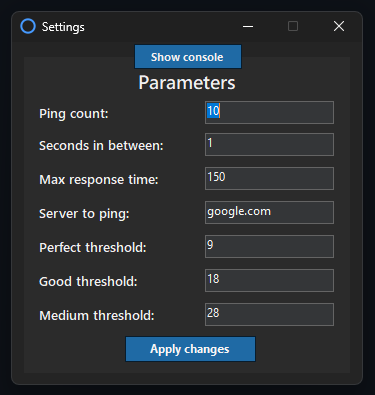 Settings
Show console
Parameters
Ping count: 10
Seconds in between: 1
Max response time: 150
Server to ping: google.com
Perfect threshold: 9
Good threshold: 18
Medium threshold: 28
Apply changes